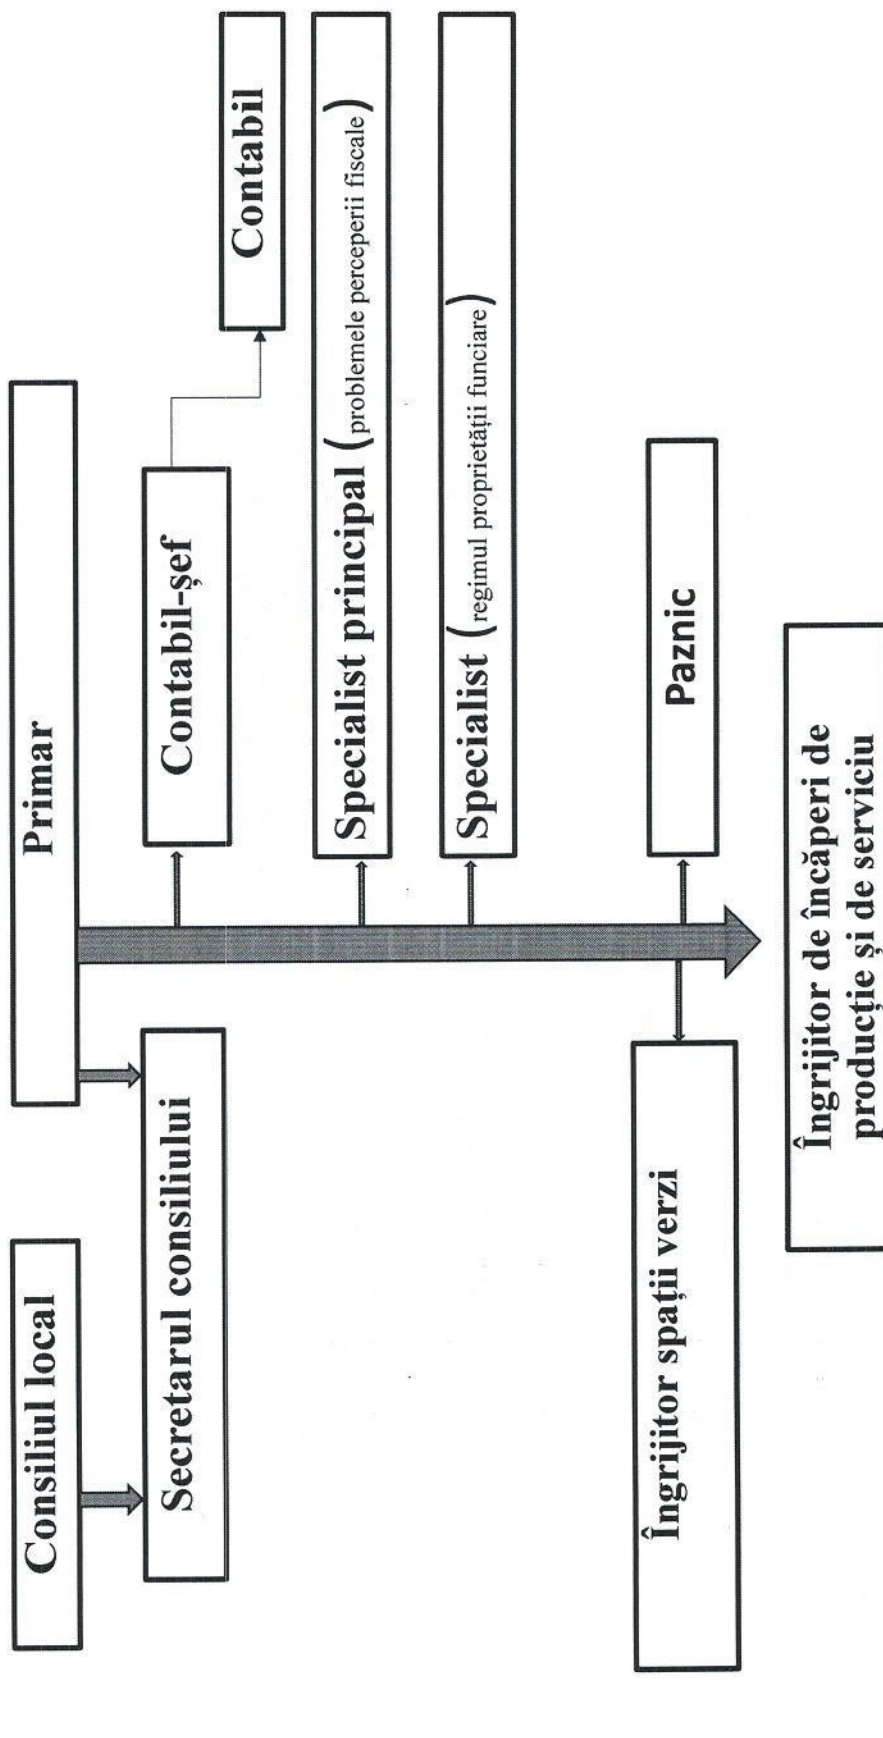 Consiliul local
Primar
Secretarul consiliului
Contabil-șef
Contabil
Specialist principal (problemele perceperii fiscale)
Specialist (regimul proprietății funciare)
Îngrijitor spații verzi
Paznic
Îngrijitor de încăperi de
producție și de serviciu